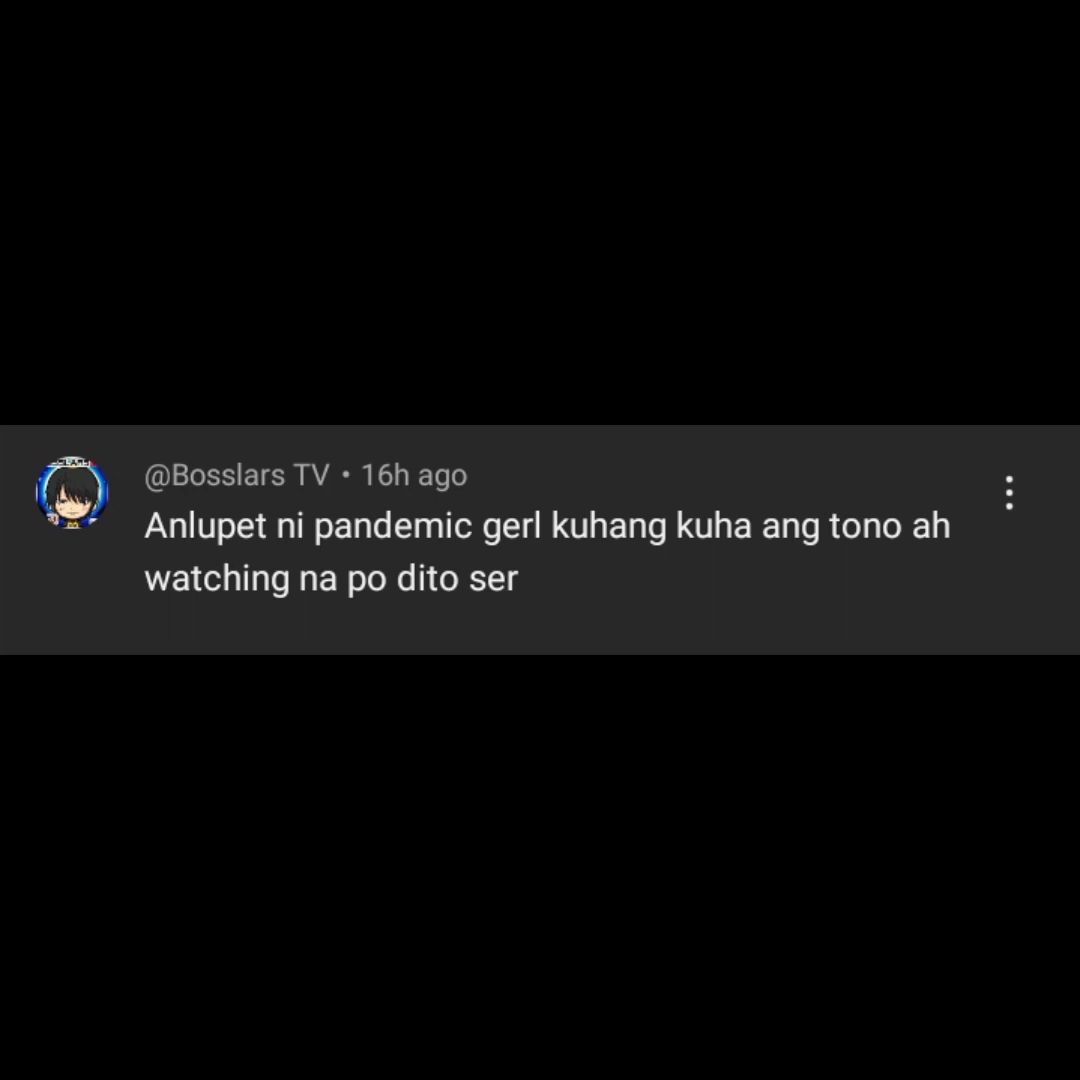 @Bosslars TV • 16h ago
Anlupet ni pandemic gerl kuhang kuha ang tono ah
watching na po dito ser